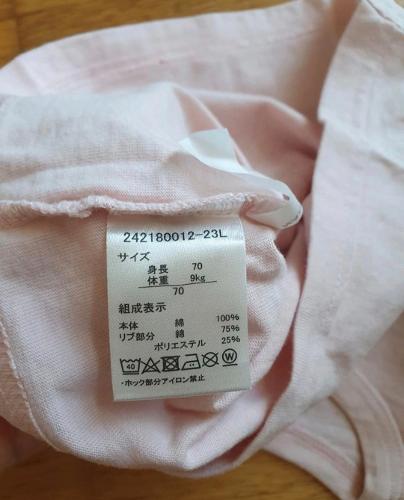 242180012-23L
サイズ
身長 70
体重 9kg
70
組成表示
本体 綿 100%
リブ部分 綿 75%
ポリエステル 25%
40 W
・ホック部分アイロン禁止